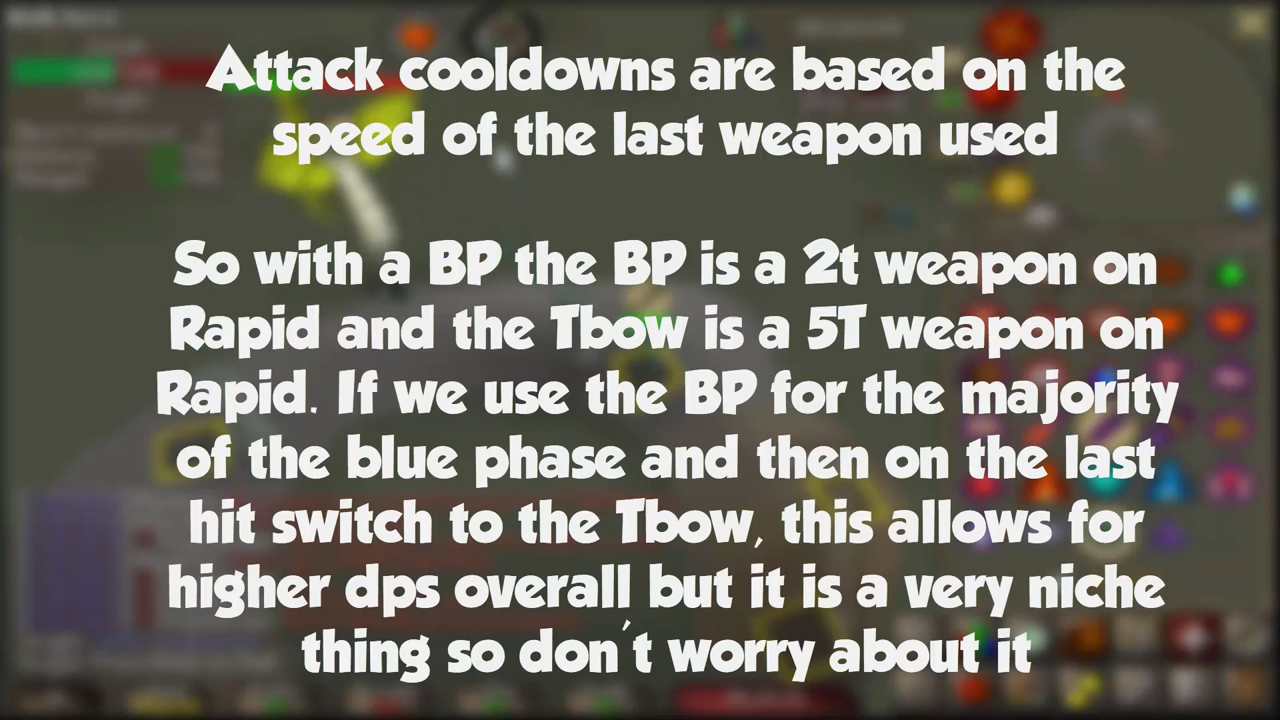 Attack cooldowns are based on the
speed of the last weapon used
So with a BP the BP is a 2t weapon on
Rapid and the Tbow is a 5T weapon on
Rapid. If we use the BP for the majority
of the blue phase and then on the last
hit switch to the Tbow, this allows for
higher dps overall but it is a very niche
thing so don't worry about it